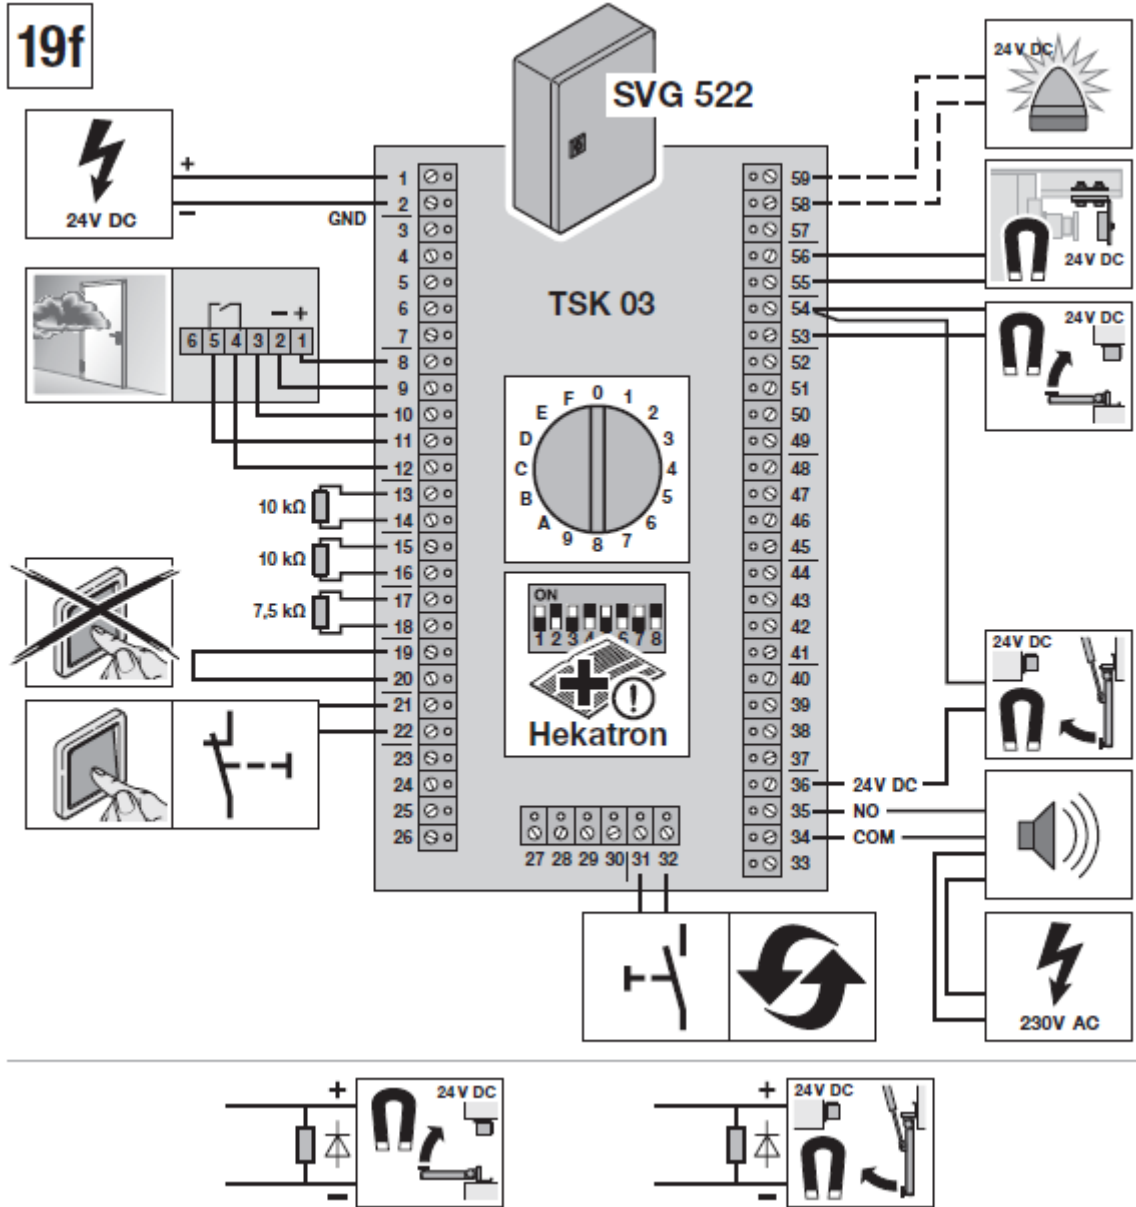 19f
SVG 522
24V DC
24V DC
+
−
GND
TSK 03
1
2
3
4
5
6
7
8
9
10
11
12
13
14
15
16
17
18
19
20
21
22
23
24
25
26
59
58
57
56
55
54
53
52
51
50
49
48
47
46
45
44
43
42
41
40
39
38
37
36
35
34
33
24V DC
24V DC
− +
6 5 4 3 2 1
10 kΩ
10 kΩ
7,5 kΩ
0 1 2 3 4 5 6 7 8 9 A B C D E F
ON
1 2 3 4 5 6 7 8
Hekatron
24V DC
24V DC
NO
COM
230V AC
27 28 29 30 31 32
+
−
24V DC
+
−
24V DC